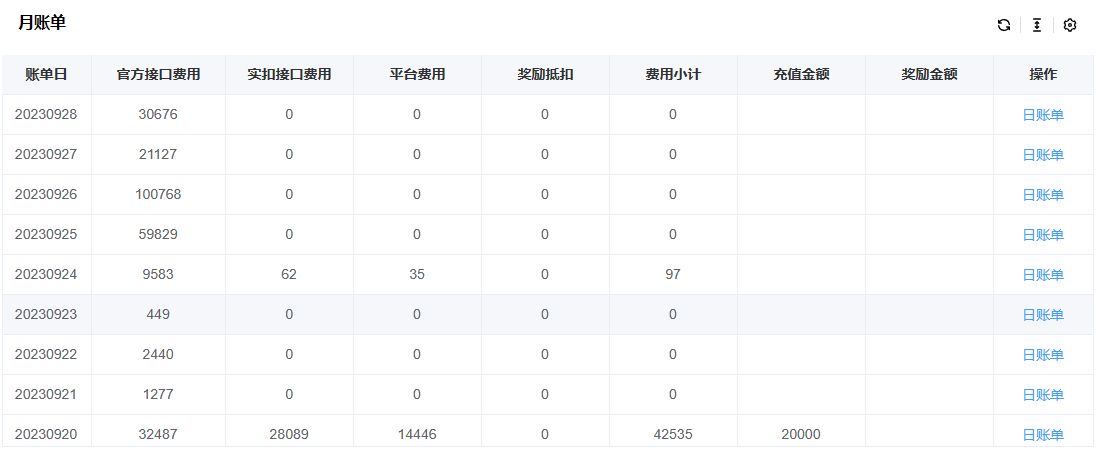 月账单
账单日 官方接口费用 实扣接口费用 平台费用 奖励抵扣 费用小计 充值金额 奖励金额 操作
20230928 30676 0 0 0 0 日账单
20230927 21127 0 0 0 0 日账单
20230926 100768 0 0 0 0 日账单
20230925 59829 0 0 0 0 日账单
20230924 9583 62 35 0 97 日账单
20230923 449 0 0 0 0 日账单
20230922 2440 0 0 0 0 日账单
20230921 1277 0 0 0 0 日账单
20230920 32487 28089 14446 0 42535 20000 日账单